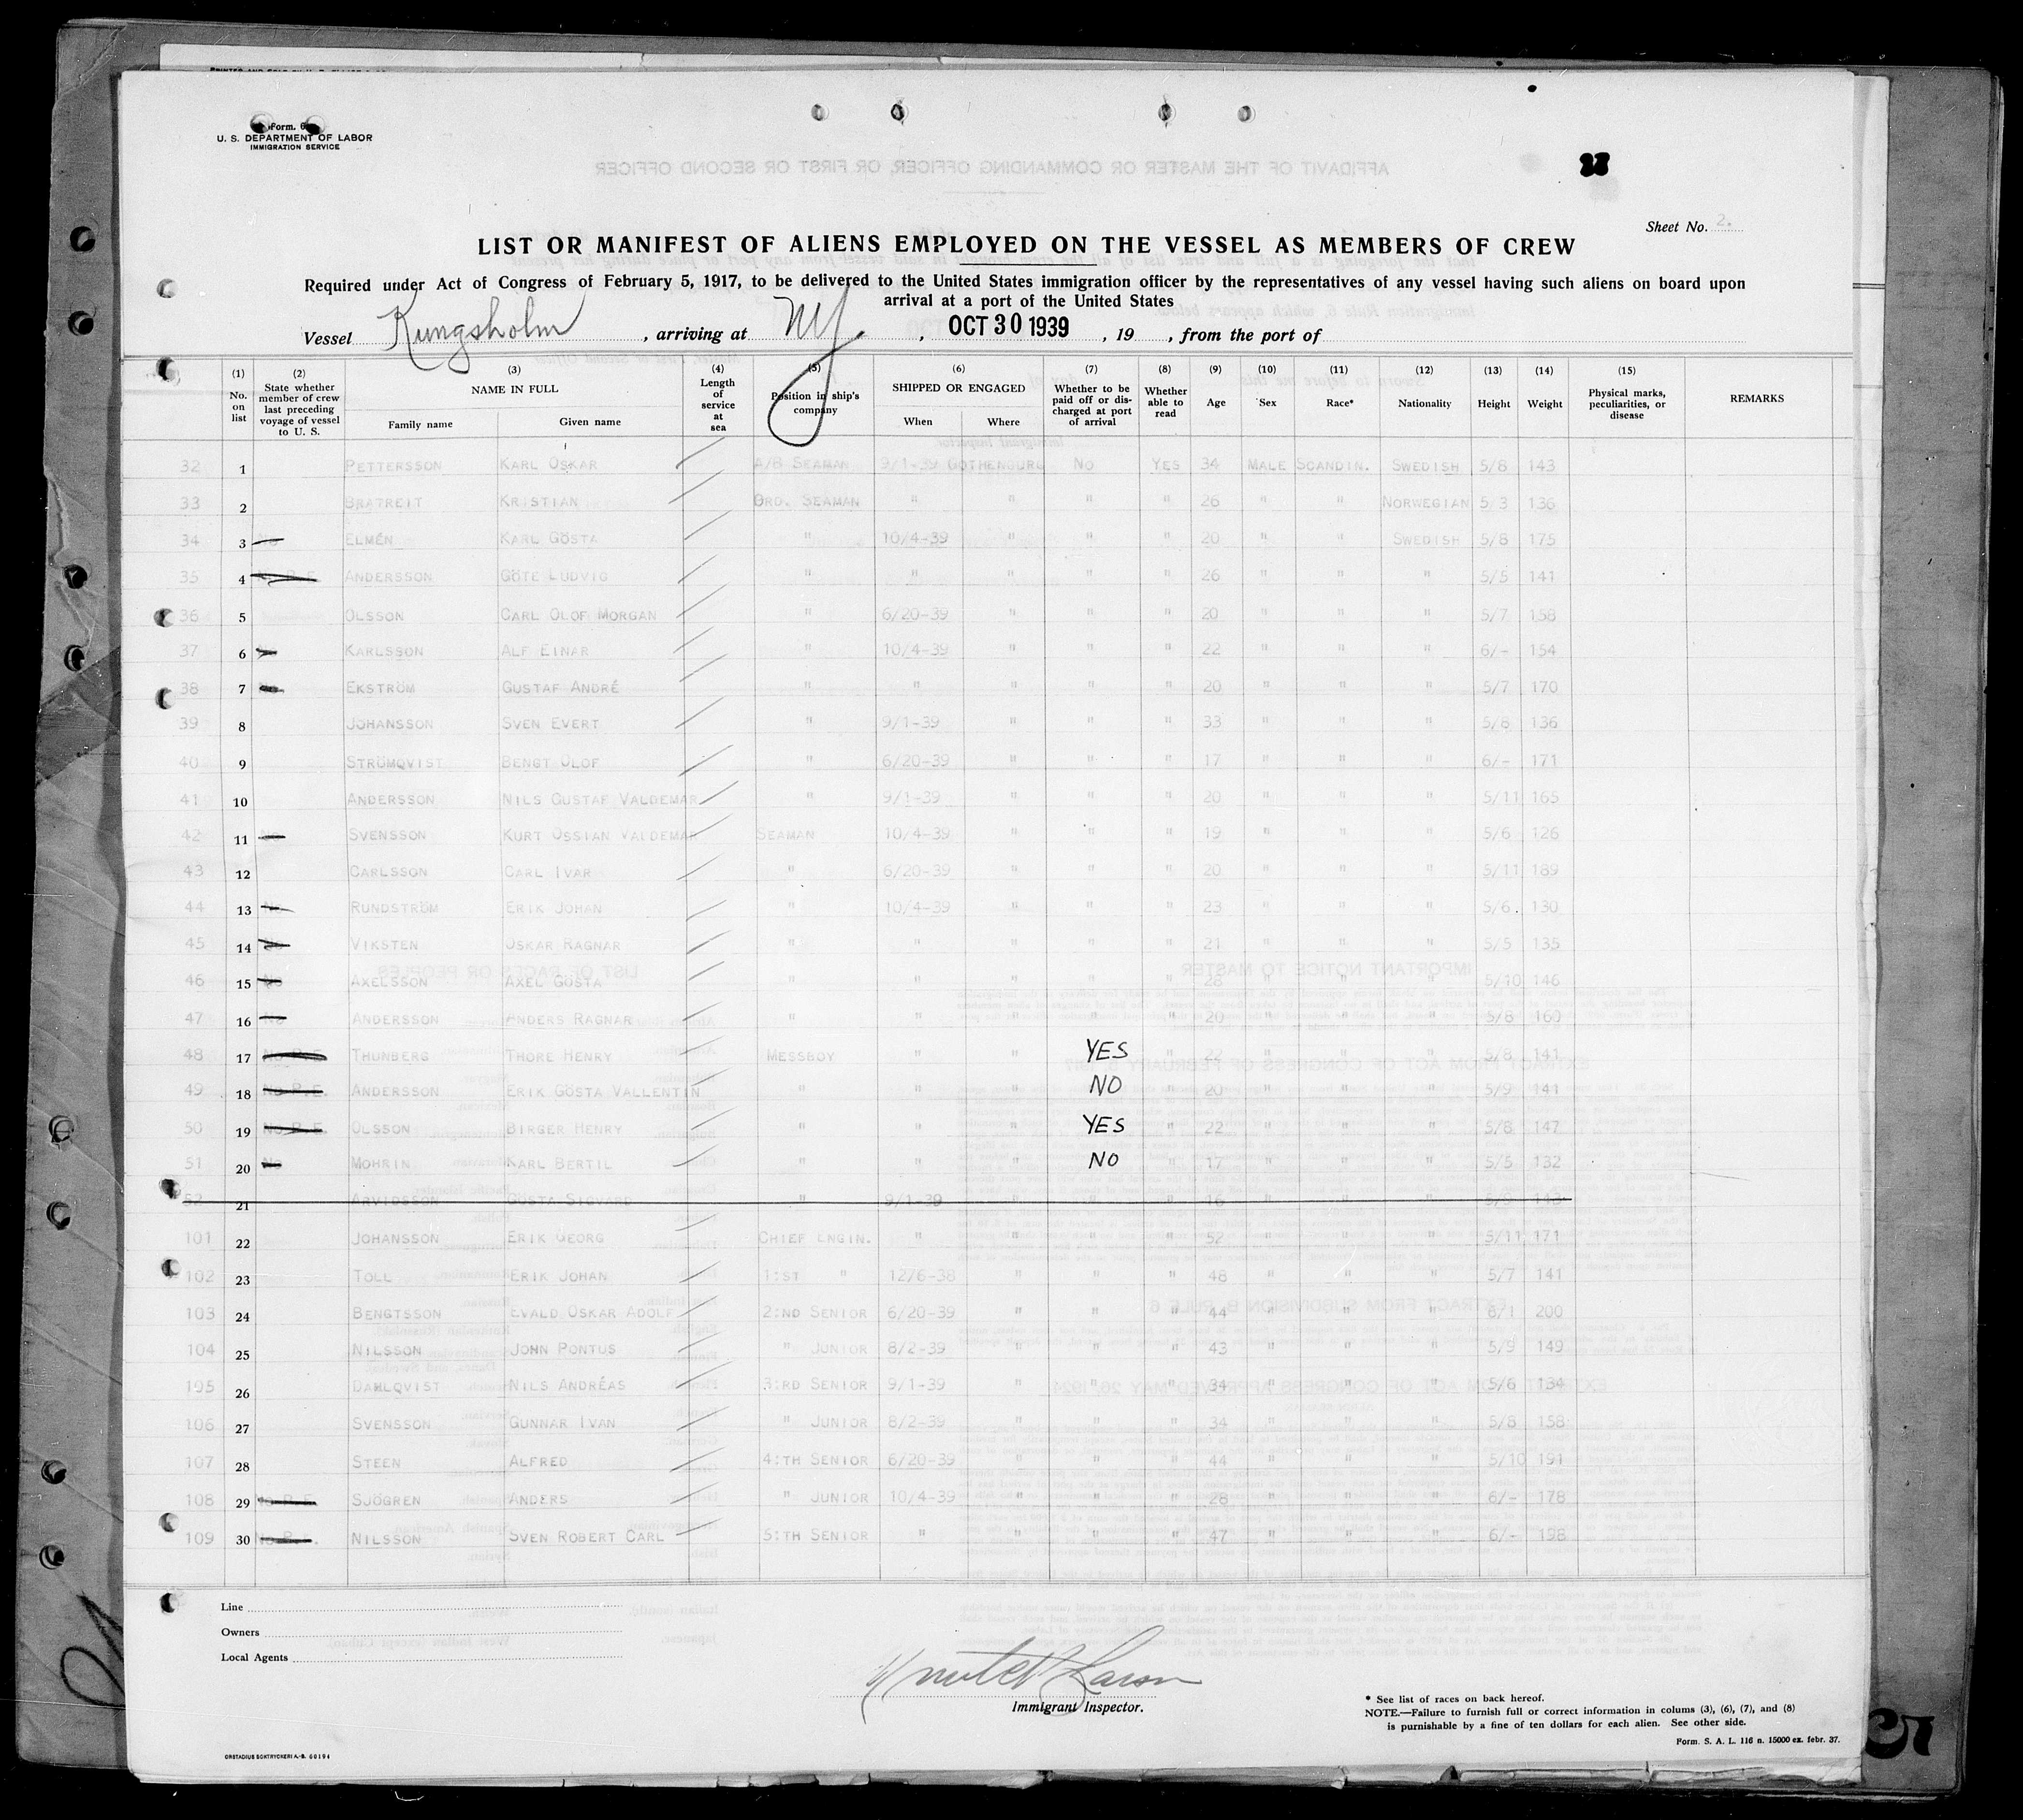 Form. 6
U. S. DEPARTMENT OF LABOR
IMMIGRATION SERVICE
Sheet No. 2.
LIST OR MANIFEST OF ALIENS EMPLOYED ON THE VESSEL AS MEMBERS OF CREW
Required under Act of Congress of February 5, 1917, to be delivered to the United States immigration officer by the representatives of any vessel having such aliens on board upon
arrival at a port of the United States
Vessel Kungsholm, arriving at NY, OCT 30 1939, 19 , from the port of
(1) No. on list (2) State whether member of crew last preceding voyage of vessel to U. S. (3) NAME IN FULL Family name Given name (4) Length of service at sea (5) Position in ship's company (6) SHIPPED OR ENGAGED When Where (7) Whether to be paid off or discharged at port of arrival (8) Whether able to read (9) Age (10) Sex (11) Race* (12) Nationality (13) Height (14) Weight (15) Physical marks, peculiarities, or disease REMARKS
32 1 PETTERSSON KARL OSKAR A/B SEAMAN 9/1-39 GOTHENBURG NO YES 34 MALE SCANDIN. SWEDISH 5/8 143
33 2 BRATREIT KRISTIAN ORD. SEAMAN " " " " 26 " " NORWEGIAN 5 3 136
34 3 ELMÉN KARL GÖSTA " 10/4-39 " " " 20 " " SWEDISH 5/8 175
35 4 ANDERSSON GÖTE LUDVIG " " " " " 26 " " " 5/5 141
36 5 OLSSON CARL OLOF MORGAN " 6/20-39 " " " 20 " " " 5/7 158
37 6 KARLSSON ALF EINAR " 10/4-39 " " " 22 " " " 6/- 154
38 7 EKSTRÖM GUSTAF ANDRÉ " " " " " 20 " " " 5/7 170
39 8 JOHANSSON SVEN EVERT " 9/1-39 " " " 33 " " " 5/8 136
40 9 STRÖMQVIST BENGT OLOF " 6/20-39 " " " 17 " " " 6/- 171
41 10 ANDERSSON NILS GUSTAF VALDEMAR " 9/1-39 " " " 20 " " " 5/11 165
42 11 SVENSSON KURT OSSIAN VALDEMAR SEAMAN 10/4-39 " " " 19 " " " 5/6 126
43 12 CARLSSON CARL IVAR " 6/20-39 " " " 20 " " " 5/11 189
44 13 RUNDSTRÖM ERIK JOHAN " 10/4-39 " " " 23 " " " 5/6. 130
45 14 VIKSTEN OSKAR RAGNAR " " " " " 21 " " " 5/5 135
46 15 No AXELSSON AXEL GÖSTA " " " " " 28 " " " 5/10 146
47 16 No ANDERSSON ANDERS RAGNAR " " " " " 20 " " " 5/8 160
48 17 No P.E. THUNBERG THORE HENRY MESSBOY " " YES " 22 " " " 5/8 141
49 18 No P.E. ANDERSSON ERIK GÖSTA VALLENTIN " " " NO " 20 " " " 5/9 141
50 19 No P.E. OLSSON BIRGER HENRY " " " YES " 22 " " " 5/8 147
51 20 No MOHRIN KARL BERTIL " " " NO " 17 " " " 5/5 132
52 21 ARVIDSSON GÖSTA SIGVARD " 9/1-39 " " 16 " " " 5/8 143
101 22 JOHANSSON ERIK GEORG CHIEF ENGIN. " " " " 52 " " " 5/11 171
102 23 TOLL ERIK JOHAN 1:ST " 12/6-38 " " " 48 " " " 5/7 141
103 24 BENGTSSON EVALD OSKAR ADOLF 2:ND SENIOR 6/20-39 " " " 44 " " " 6/1 200
104 25 NILSSON JOHN PONTUS " JUNIOR 8/2-39 " " " 43 " " " 5/9 149
105 26 DAHLQVIST NILS ANDRÉAS 3:RD SENIOR 9/1-39 " " " 34 " " " 5/6 134
106 27 SVENSSON GUNNAR IVAN " JUNIOR 8/2-39 " " " 34 " " " 5/8 158
107 28 STEEN ALFRED 4:TH SENIOR 6/20-39 " " " 44 " " " 5/10 191
108 29 No P.E. SJÖGREN ANDERS " JUNIOR 10/4-39 " " " 28 " " " 6/- 178
109 30 No P.E. NILSSON SVEN ROBERT CARL 5:TH SENIOR " " " " 47 " " " 6/- 198
Line
Owners
Local Agents
Immigrant Inspector.
* See list of races on back hereof.
NOTE.—Failure to furnish full or correct information in colums (3), (6), (7), and (8)
is punishable by a fine of ten dollars for each alien. See other side.
Form. S. A. L. 116 n. 15000 ex. febr. 37.
ORSTADIUS BOKTRYCKERI A.-B. 60194